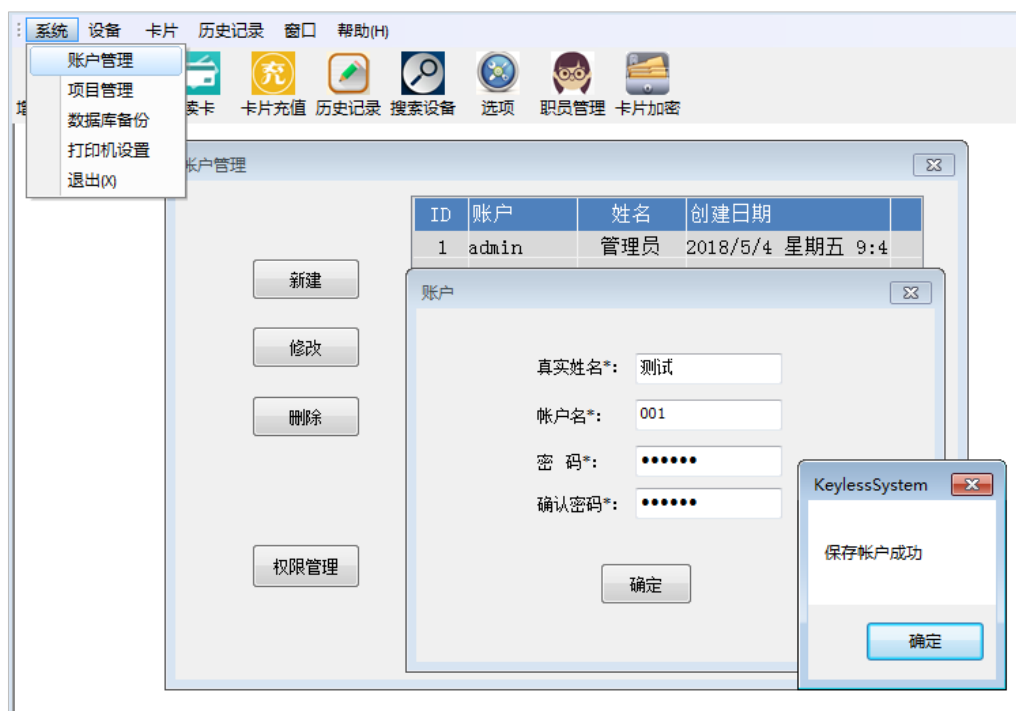 系统 设备 卡片 历史记录 窗口 帮助(H)
账户管理
项目管理
数据库备份
打印机设置
退出(X)
充
读卡 卡片充值 历史记录 搜索设备 选项 职员管理 卡片加密
账户管理
ID 账户 姓名 创建日期
1 admin 管理员 2018/5/4 星期五 9:4
新建
修改
删除
权限管理
账户
真实姓名*: 测试
帐户名*: 001
密 码*: ●●●●●●
确认密码*: ●●●●●●
确定
KeylessSystem
保存帐户成功
确定